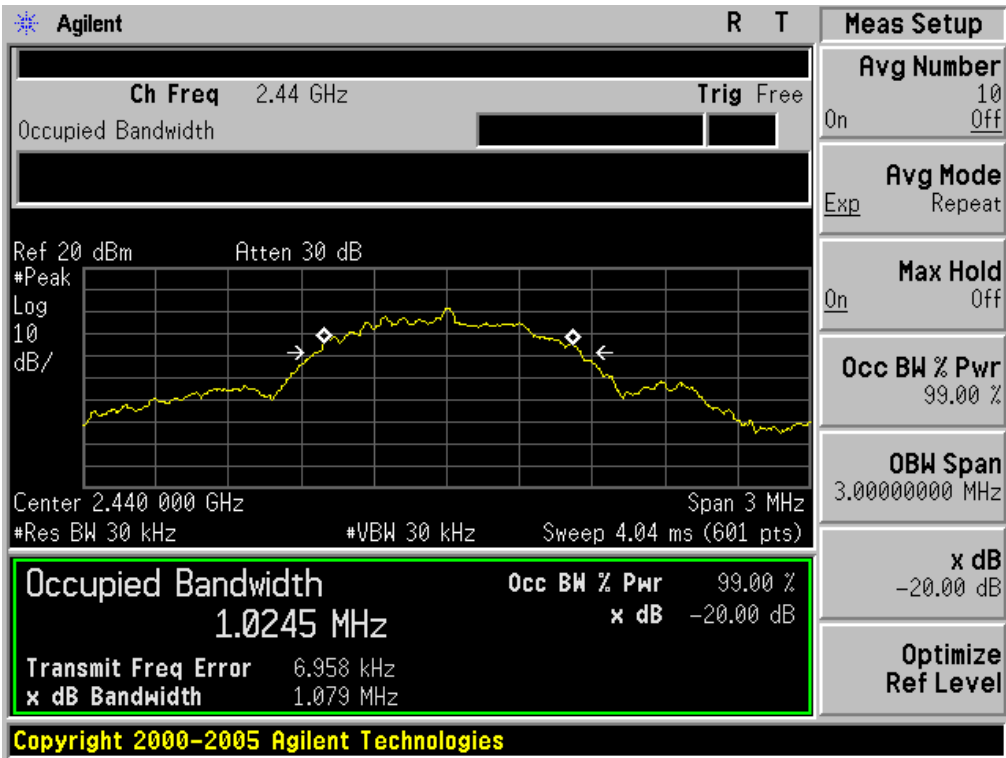 Agilent R T
Ch Freq 2.44 GHz Trig Free
Occupied Bandwidth
Ref 20 dBm Atten 30 dB
#Peak
Log
10
dB/
Center 2.440 000 GHz Span 3 MHz
#Res BW 30 kHz #VBW 30 kHz Sweep 4.04 ms (601 pts)
Occupied Bandwidth Occ BW % Pwr 99.00 %
1.0245 MHz x dB -20.00 dB
Transmit Freq Error 6.958 kHz
x dB Bandwidth 1.079 MHz
Copyright 2000-2005 Agilent Technologies
Meas Setup
Avg Number
10
On Off
Avg Mode
Exp Repeat
Max Hold
On Off
Occ BW % Pwr
99.00 %
OBW Span
3.00000000 MHz
x dB
-20.00 dB
Optimize
Ref Level